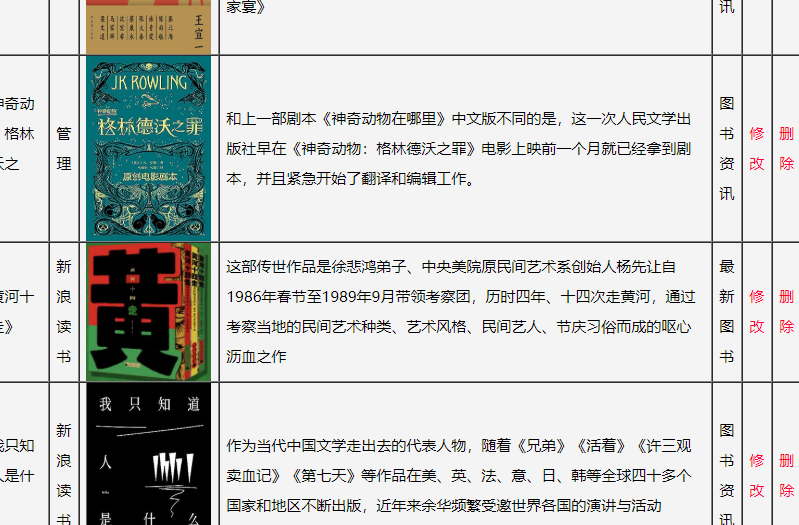 家宴》
讯
王宣一
神奇动
格林
沃之
管
理
J.K. ROWLING
神奇动物
格林德沃之罪
原创电影剧本
和上一部剧本《神奇动物在哪里》中文版不同的是，这一次人民文学出
版社早在《神奇动物：格林德沃之罪》电影上映前一个月就已经拿到剧
本，并且紧急开始了翻译和编辑工作。
图
书
资
讯
修
改
删
除
黄河十
走》
新
浪
读
书
黄河十四走
黄
这部传世作品是徐悲鸿弟子、中央美院原民间艺术系创始人杨先让自
1986年春节至1989年9月带领考察团，历时四年、十四次走黄河，通过
考察当地的民间艺术种类、艺术风格、民间艺人、节庆习俗而成的呕心
沥血之作
最
新
图
书
修
改
删
除
我只知
人是什
新
浪
读
书
我只知道
人
是什么
作为当代中国文学走出去的代表人物，随着《兄弟》《活着》《许三观
卖血记》《第七天》等作品在美、英、法、意、日、韩等全球四十多个
国家和地区不断出版，近年来余华频繁受邀世界各国的演讲与活动
图
书
资
讯
修
改
删
除